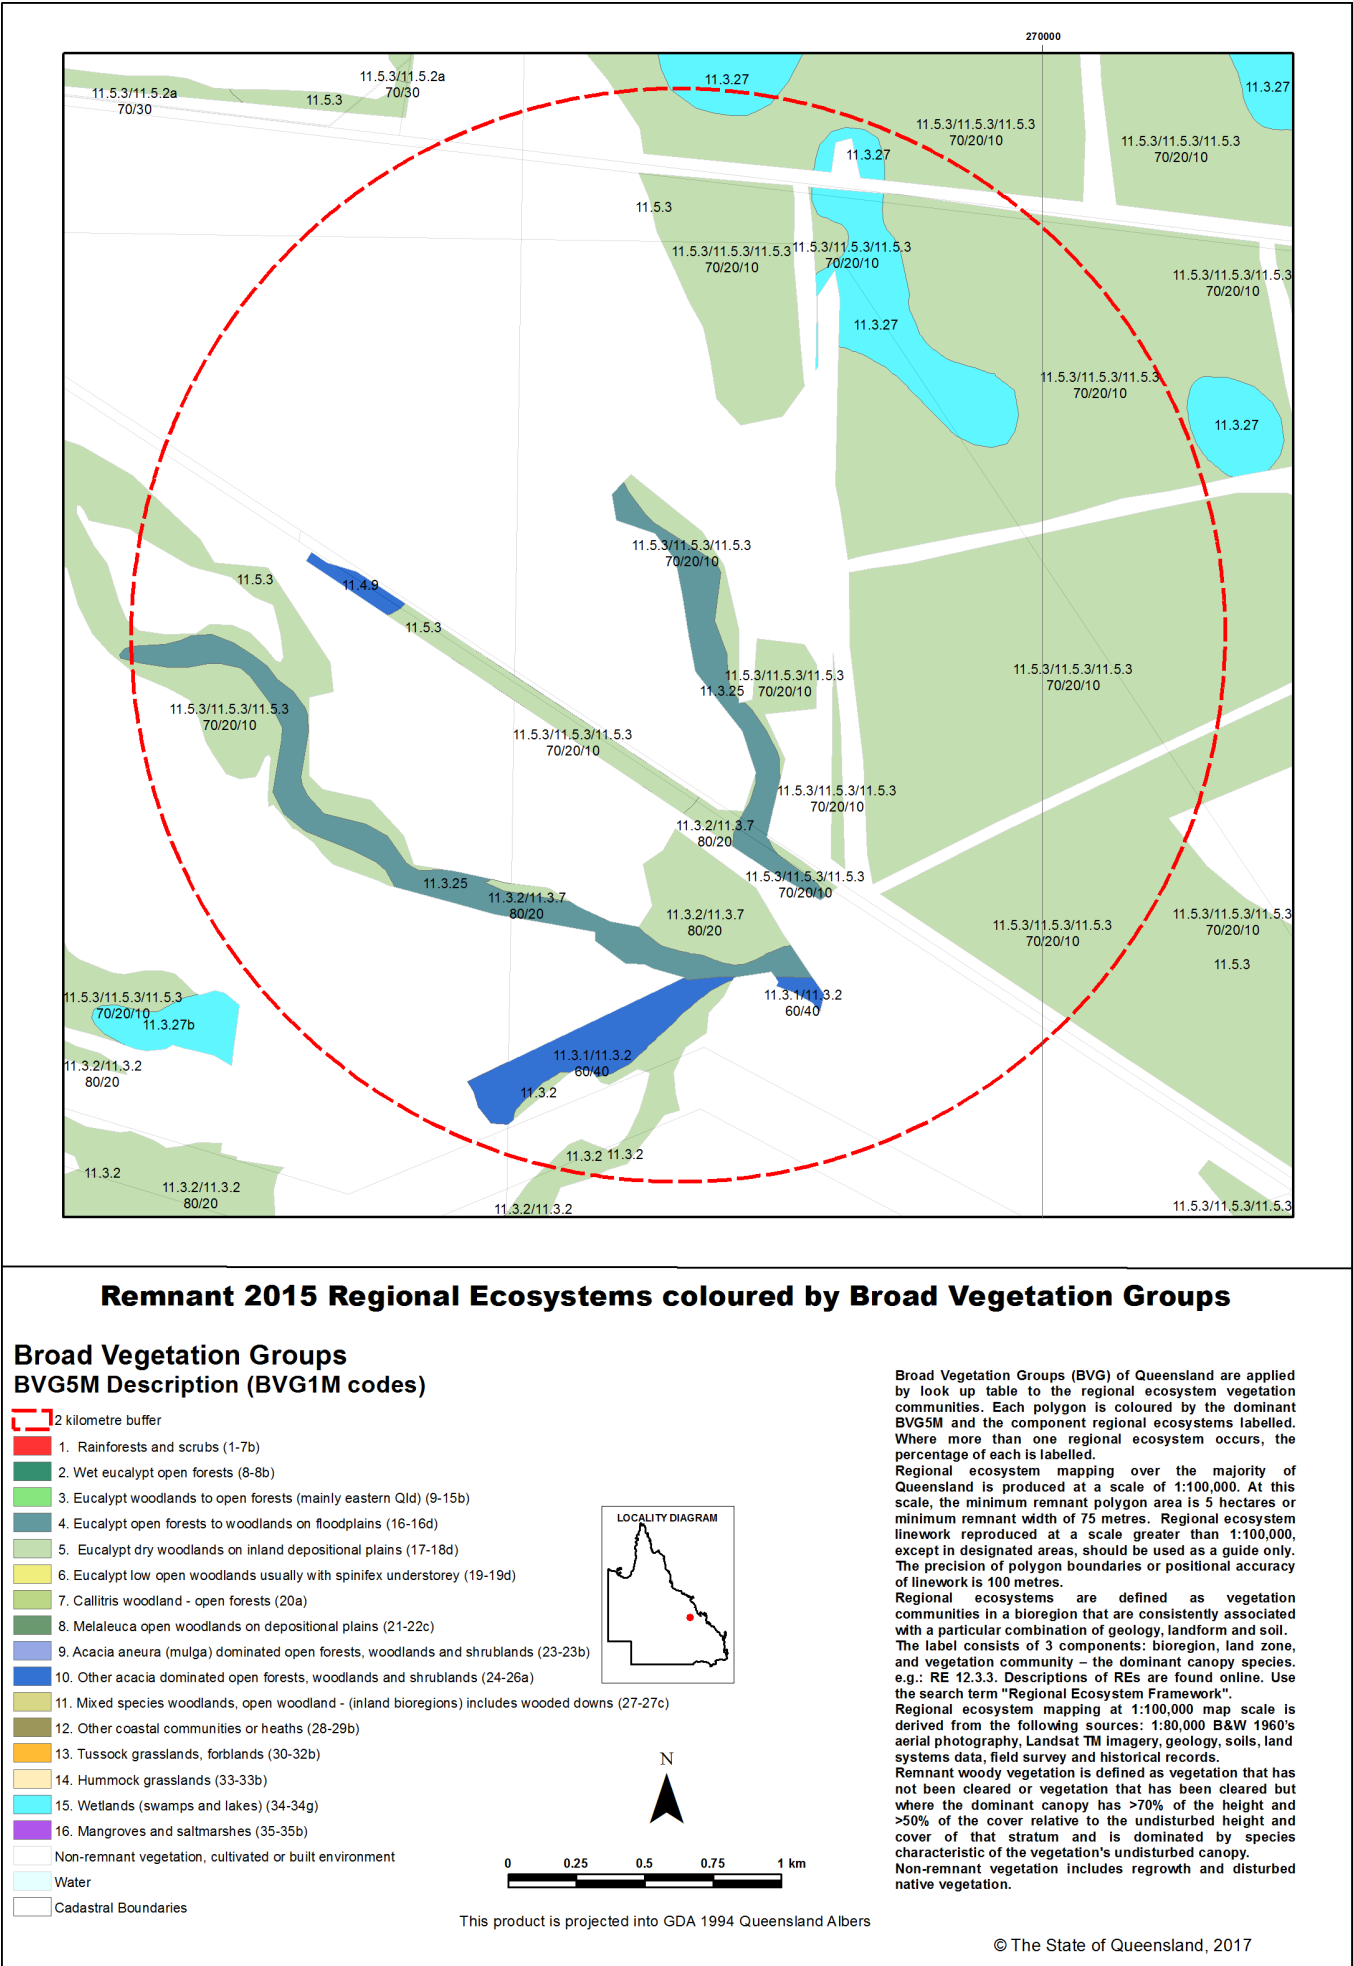 270000
11.3.27
11.3.27
11.5.3/11.5.2a
70/30
11.5.3/11.5.2a
70/30
11.5.3
11.5.3/11.5.3/11.5.3
70/20/10
11.5.3/11.5.3/11.5.3
70/20/10
11.3.27
11.5.3
11.5.3/11.5.3/11.5.3
70/20/10
11.5.3/11.5.3/11.5.3
70/20/10
11.5.3/11.5.3/11.5.3
70/20/10
11.3.27
11.5.3/11.5.3/11.5.3
70/20/10
11.3.27
11.5.3/11.5.3/11.5.3
70/20/10
11.5.3
11.4.9
11.5.3
11.5.3/11.5.3/11.5.3
70/20/10
11.5.3/11.5.3/11.5.3
70/20/10
11.3.25
11.5.3/11.5.3/11.5.3
70/20/10
11.5.3/11.5.3/11.5.3
70/20/10
11.5.3/11.5.3/11.5.3
70/20/10
11.3.2/11.3.7
80/20
11.5.3/11.5.3/11.5.3
70/20/10
11.3.25
11.3.2/11.3.7
80/20
11.3.2/11.3.7
80/20
11.5.3/11.5.3/11.5.3
70/20/10
11.5.3/11.5.3/11.5.3
70/20/10
11.5.3
11.5.3/11.5.3/11.5.3
70/20/10
11.3.27b
11.3.1/11.3.2
60/40
11.3.2/11.3.2
80/20
11.3.1/11.3.2
60/40
11.3.2
11.3.2 11.3.2
11.3.2
11.3.2/11.3.2
80/20
11.3.2/11.3.2
11.5.3/11.5.3/11.5.3
Remnant 2015 Regional Ecosystems coloured by Broad Vegetation Groups
Broad Vegetation Groups
BVG5M Description (BVG1M codes)
2 kilometre buffer
1. Rainforests and scrubs (1-7b)
2. Wet eucalypt open forests (8-8b)
3. Eucalypt woodlands to open forests (mainly eastern Qld) (9-15b)
4. Eucalypt open forests to woodlands on floodplains (16-16d)
5. Eucalypt dry woodlands on inland depositional plains (17-18d)
6. Eucalypt low open woodlands usually with spinifex understorey (19-19d)
7. Callitris woodland - open forests (20a)
8. Melaleuca open woodlands on depositional plains (21-22c)
9. Acacia aneura (mulga) dominated open forests, woodlands and shrublands (23-23b)
10. Other acacia dominated open forests, woodlands and shrublands (24-26a)
11. Mixed species woodlands, open woodland - (inland bioregions) includes wooded downs (27-27c)
12. Other coastal communities or heaths (28-29b)
13. Tussock grasslands, forblands (30-32b)
14. Hummock grasslands (33-33b)
15. Wetlands (swamps and lakes) (34-34g)
16. Mangroves and saltmarshes (35-35b)
Non-remnant vegetation, cultivated or built environment
Water
Cadastral Boundaries
LOCALITY DIAGRAM
N
0 0.25 0.5 0.75 1 km
This product is projected into GDA 1994 Queensland Albers
Broad Vegetation Groups (BVG) of Queensland are applied
by look up table to the regional ecosystem vegetation
communities. Each polygon is coloured by the dominant
BVG5M and the component regional ecosystems labelled.
Where more than one regional ecosystem occurs, the
percentage of each is labelled.
Regional ecosystem mapping over the majority of
Queensland is produced at a scale of 1:100,000. At this
scale, the minimum remnant polygon area is 5 hectares or
minimum remnant width of 75 metres. Regional ecosystem
linework reproduced at a scale greater than 1:100,000,
except in designated areas, should be used as a guide only.
The precision of polygon boundaries or positional accuracy
of linework is 100 metres.
Regional ecosystems are defined as vegetation
communities in a bioregion that are consistently associated
with a particular combination of geology, landform and soil.
The label consists of 3 components: bioregion, land zone,
and vegetation community – the dominant canopy species.
e.g.: RE 12.3.3. Descriptions of REs are found online. Use
the search term "Regional Ecosystem Framework".
Regional ecosystem mapping at 1:100,000 map scale is
derived from the following sources: 1:80,000 B&W 1960's
aerial photography, Landsat TM imagery, geology, soils, land
systems data, field survey and historical records.
Remnant woody vegetation is defined as vegetation that has
not been cleared or vegetation that has been cleared but
where the dominant canopy has >70% of the height and
>50% of the cover relative to the undisturbed height and
cover of that stratum and is dominated by species
characteristic of the vegetation's undisturbed canopy.
Non-remnant vegetation includes regrowth and disturbed
native vegetation.
© The State of Queensland, 2017